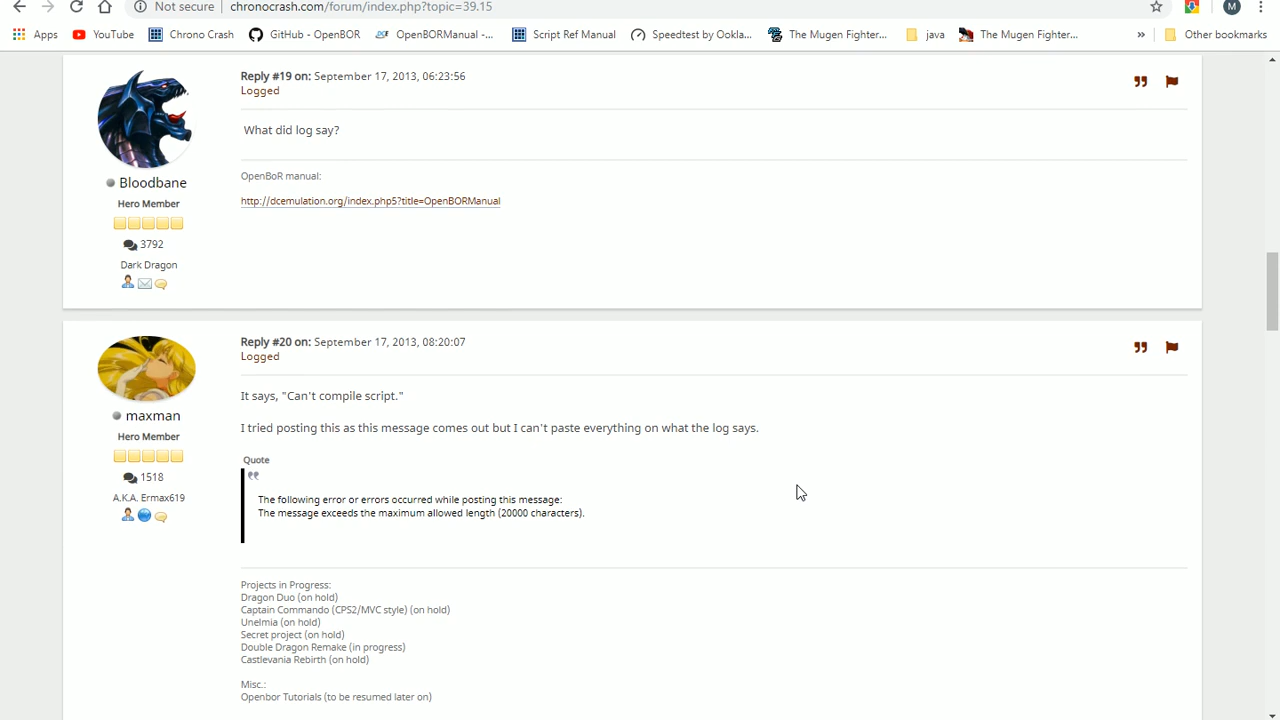 Not secure | chronocrash.com/forum/index.php?topic=39.15
M
Apps YouTube Chrono Crash GitHub - OpenBOR OpenBORManual -... Script Ref Manual Speedtest by Ookla... The Mugen Fighter... java The Mugen Fighter... » Other bookmarks
Reply #19 on: September 17, 2013, 06:23:56
Logged
What did log say?
OpenBoR manual:
http://dcemulation.org/index.php5?title=OpenBORManual
Bloodbane
Hero Member
3792
Dark Dragon
Reply #20 on: September 17, 2013, 08:20:07
Logged
It says, "Can't compile script."
I tried posting this as this message comes out but I can't paste everything on what the log says.
Quote
The following error or errors occurred while posting this message:
The message exceeds the maximum allowed length (20000 characters).
maxman
Hero Member
1518
A.K.A. Ermax619
Projects in Progress:
Dragon Duo (on hold)
Captain Commando (CPS2/MVC style) (on hold)
Unelmia (on hold)
Secret project (on hold)
Double Dragon Remake (in progress)
Castlevania Rebirth (on hold)
Misc.:
Openbor Tutorials (to be resumed later on)